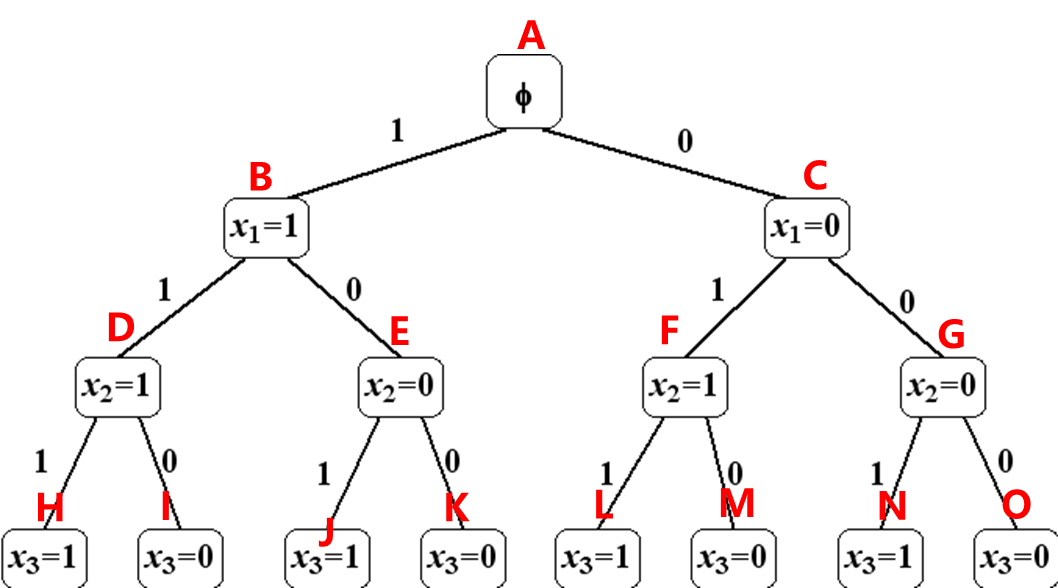 A
ϕ
1 0
B C
x1=1 x1=0
1 0 1 0
D E F G
x2=1 x2=0 x2=1 x2=0
1 0 1 0 1 0 1 0
H I J K L M N O
x3=1 x3=0 x3=1 x3=0 x3=1 x3=0 x3=1 x3=0